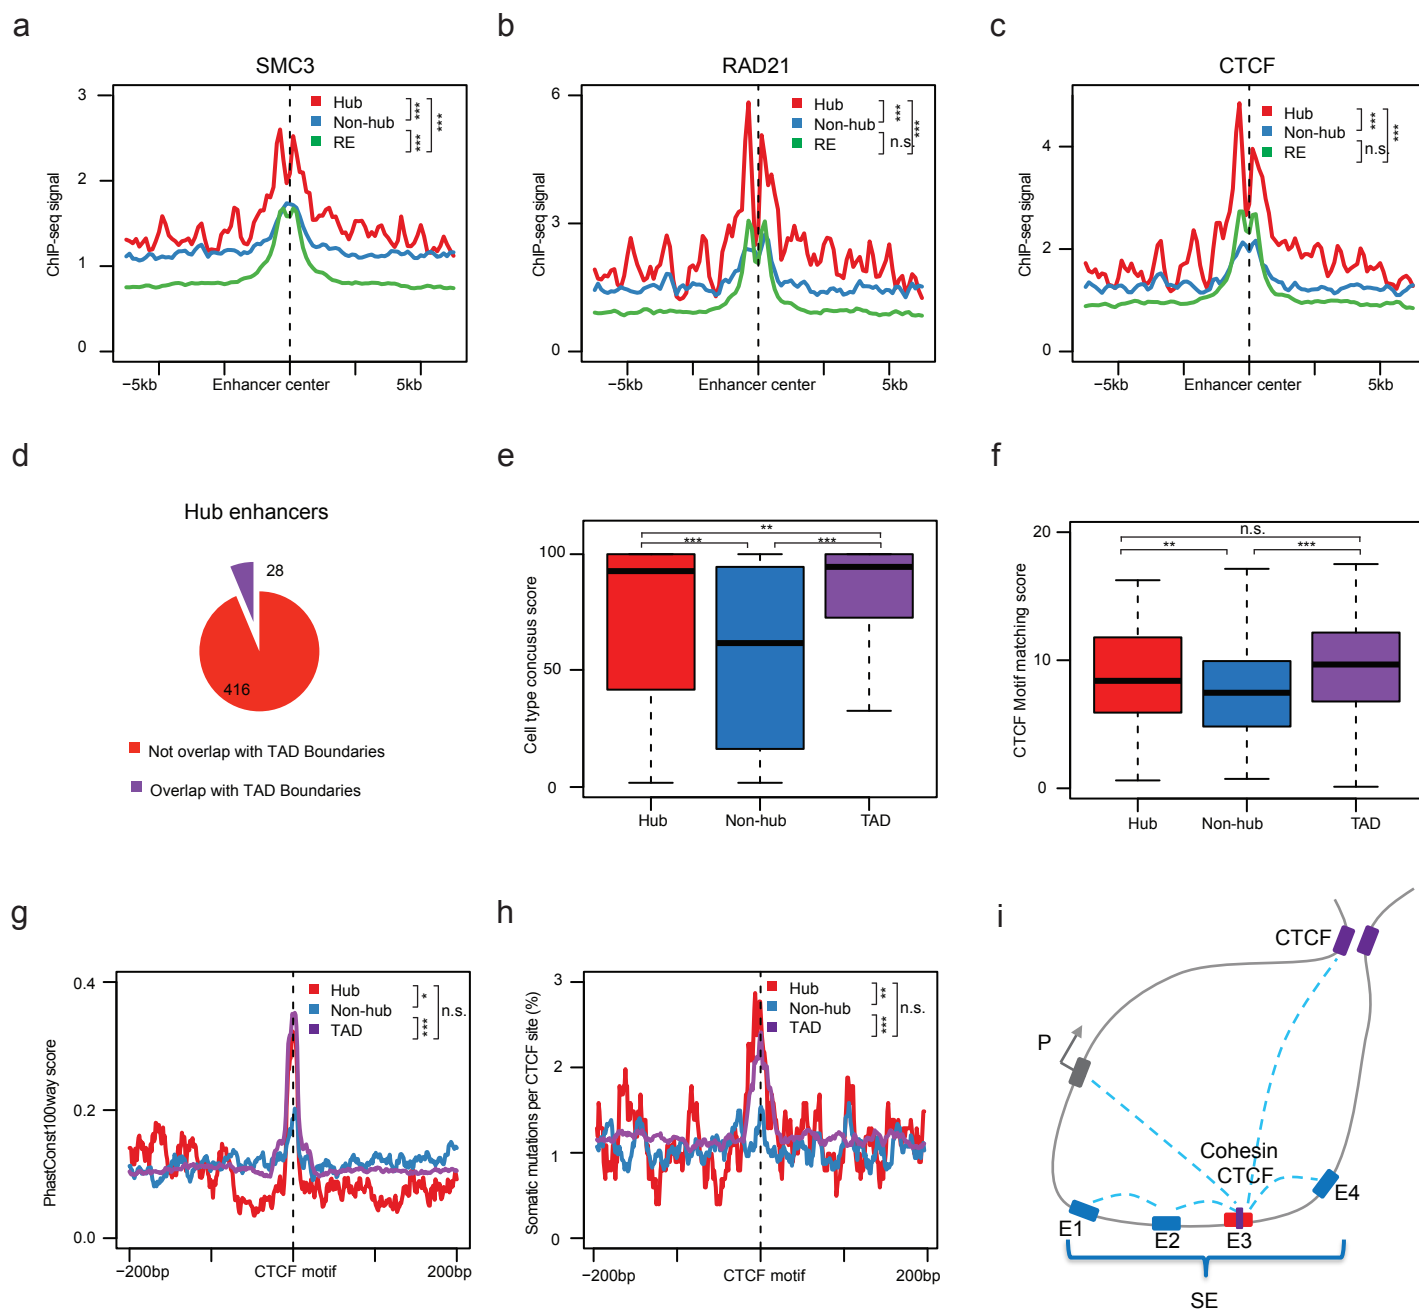 a
SMC3
3
2
1
0
ChIP-seq signal
Hub
Non-hub
RE
***
***
***
−5kb
Enhancer center
5kb
b
RAD21
6
3
0
ChIP-seq signal
Hub
Non-hub
RE
***
n.s.
***
−5kb
Enhancer center
5kb
c
CTCF
4
2
0
ChIP-seq signal
Hub
Non-hub
RE
***
n.s.
***
−5kb
Enhancer center
5kb
d
Hub enhancers
28
416
Not overlap with TAD Boundaries
Overlap with TAD Boundaries
e
100
50
0
Cell type concusus score
**
***
***
Hub
Non-hub
TAD
f
20
10
0
CTCF Motif matching score
n.s.
**
***
Hub
Non-hub
TAD
g
0.4
0.2
0.0
PhastConst100way score
Hub
Non-hub
TAD
*
***
n.s.
−200bp
CTCF motif
200bp
h
3
2
1
0
Somatic mutations per CTCF site (%)
Hub
Non-hub
TAD
**
***
n.s.
−200bp
CTCF motif
200bp
i
CTCF
P
Cohesin
CTCF
E1
E2
E3
E4
SE